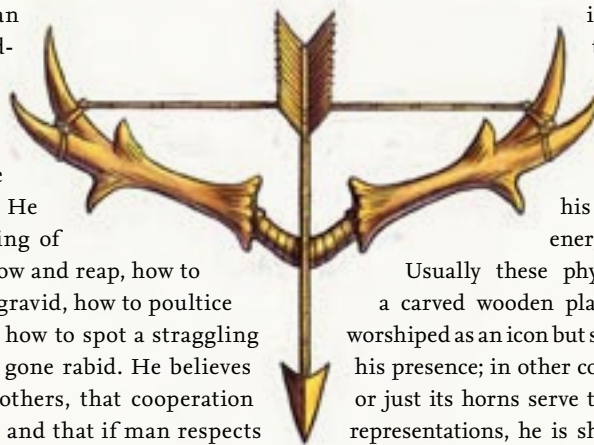 an
d-
e
He
ing of
ow and reap, how to
gravid, how to poultice
how to spot a straggling
gone rabid. He believes
others, that cooperation
and that if man respects
i
his
ener
Usually these phy
a carved wooden pla
worshiped as an icon but s
his presence; in other co
or just its horns serve t
representations, he is sh